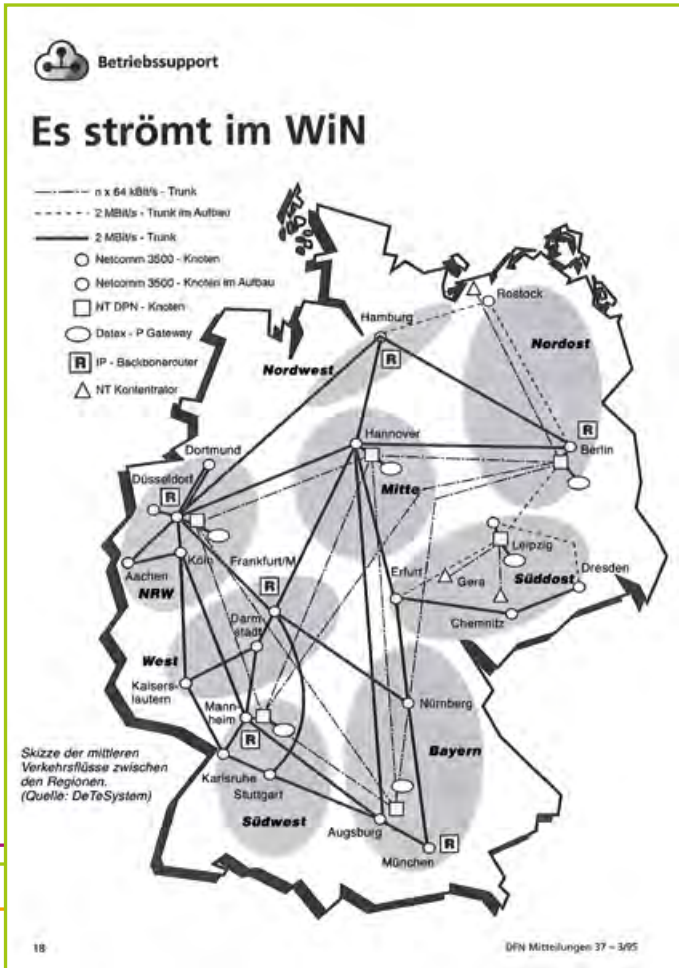 Betriebssupport
Es strömt im WiN
n x 64 kBit/s - Trunk
2 MBit/s - Trunk im Aufbau
2 MBit/s - Trunk
Netcomm 3500 - Knoten
Netcomm 3500 - Knoten im Aufbau
NT DPN - Knoten
Datex - P Gateway
R IP - Backbonerouter
NT Kontentrator
Rostock
Hamburg
R
Nordost
Nordwest
Hannover
R
Berlin
Dortmund
Mitte
Düsseldorf
R
Leipzig
Köln
Frankfurt/M
Erfurt
Gera
Dresden
Aachen
Süddost
NRW
R
Chemnitz
Darm-
stadt
West
Kaisers-
lautern
Mann-
heim
Nürnberg
R
Bayern
Skizze der mittleren
Verkehrsflüsse zwischen
den Regionen.
(Quelle: DeTeSystem)
Karlsruhe
Stuttgart
Südwest
Augsburg
R
München
18
DFN Mitteilungen 37 – 3/95